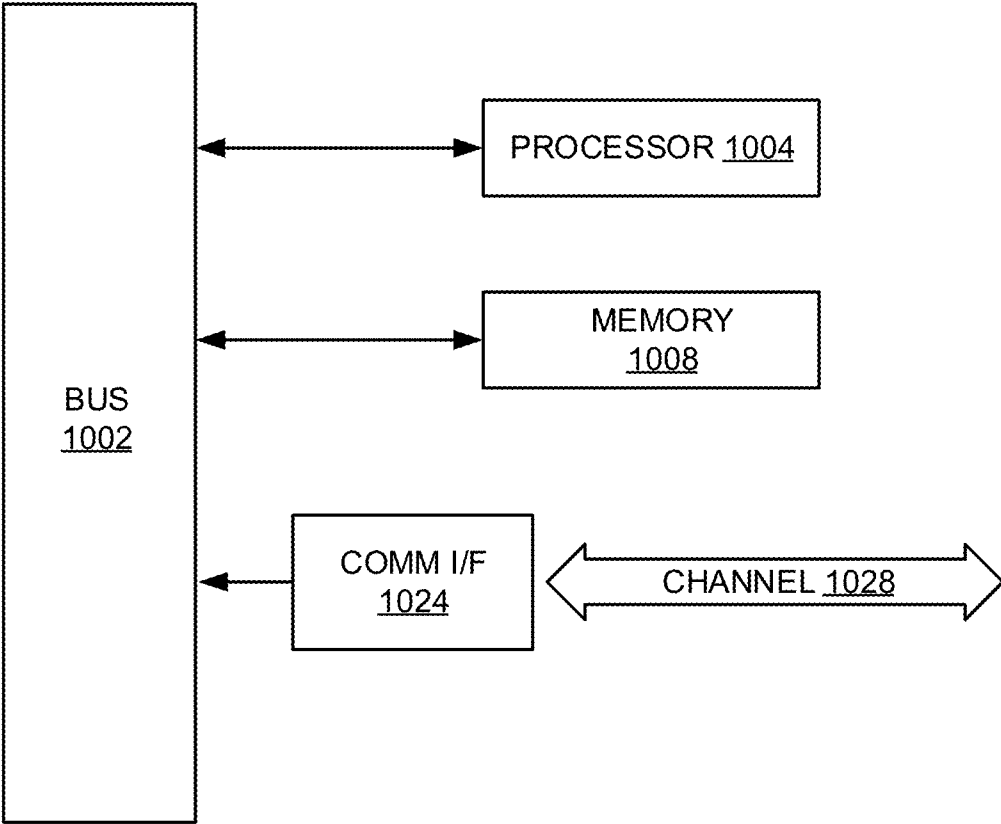 PROCESSOR 1004
MEMORY
1008
BUS
1002
COMM I/F
1024
CHANNEL 1028